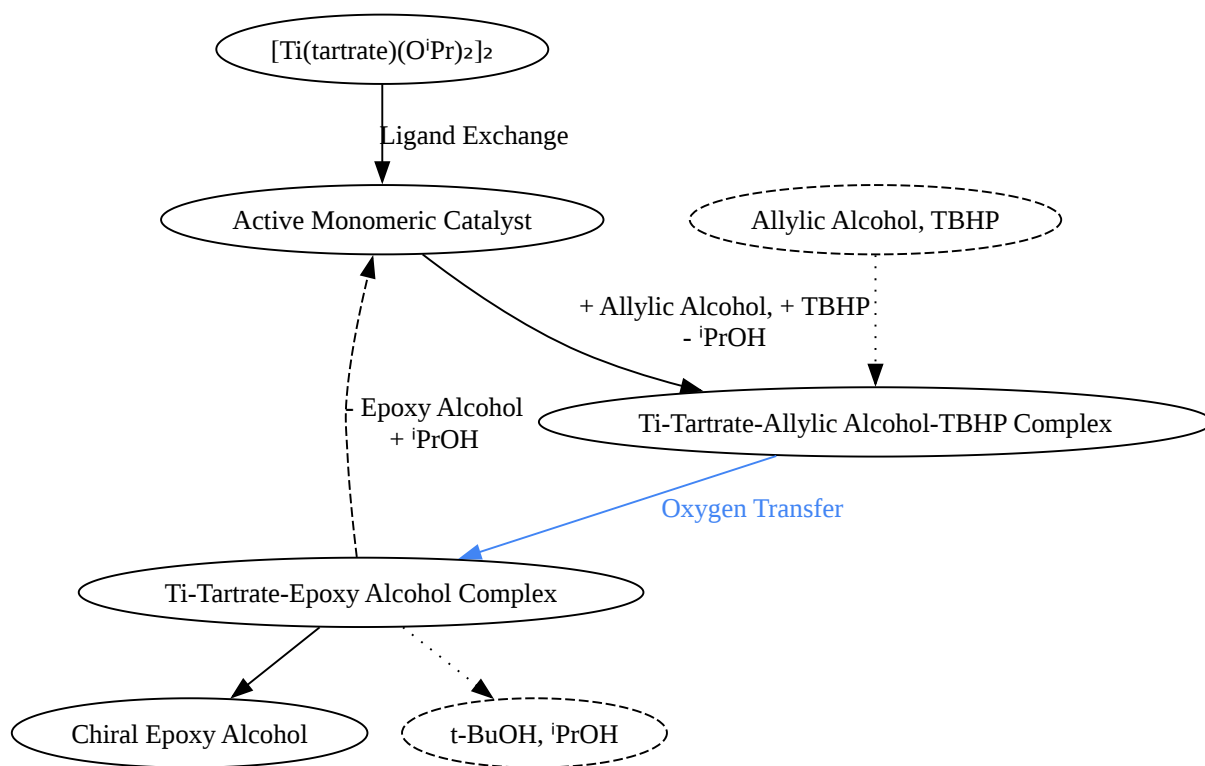 [Ti(tartrate)(OⁱPr)₂]₂
Ligand Exchange
Active Monomeric Catalyst
Allylic Alcohol, TBHP
+ Allylic Alcohol, + TBHP
- ⁱPrOH
- Epoxy Alcohol
+ ⁱPrOH
Ti-Tartrate-Allylic Alcohol-TBHP Complex
Oxygen Transfer
Ti-Tartrate-Epoxy Alcohol Complex
Chiral Epoxy Alcohol
t-BuOH, ⁱPrOH